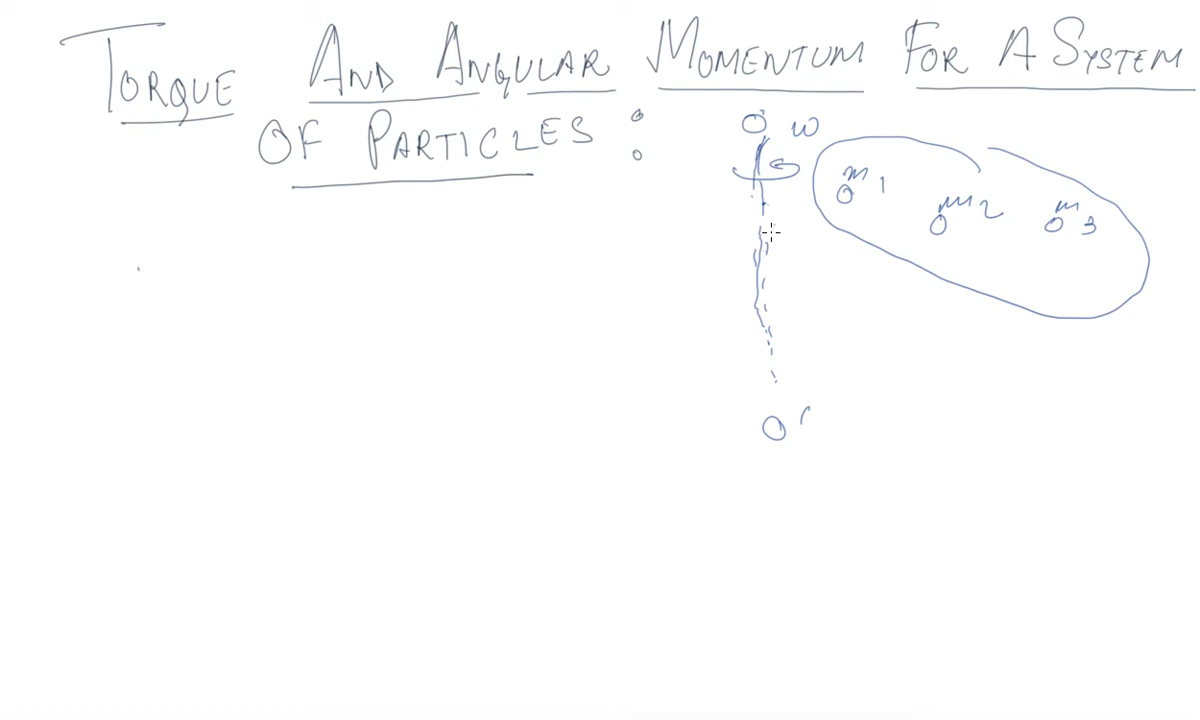 TORQUE AND ANGULAR MOMENTUM FOR A SYSTEM
OF PARTICLES :
O ω
m1
m2
m3
O'